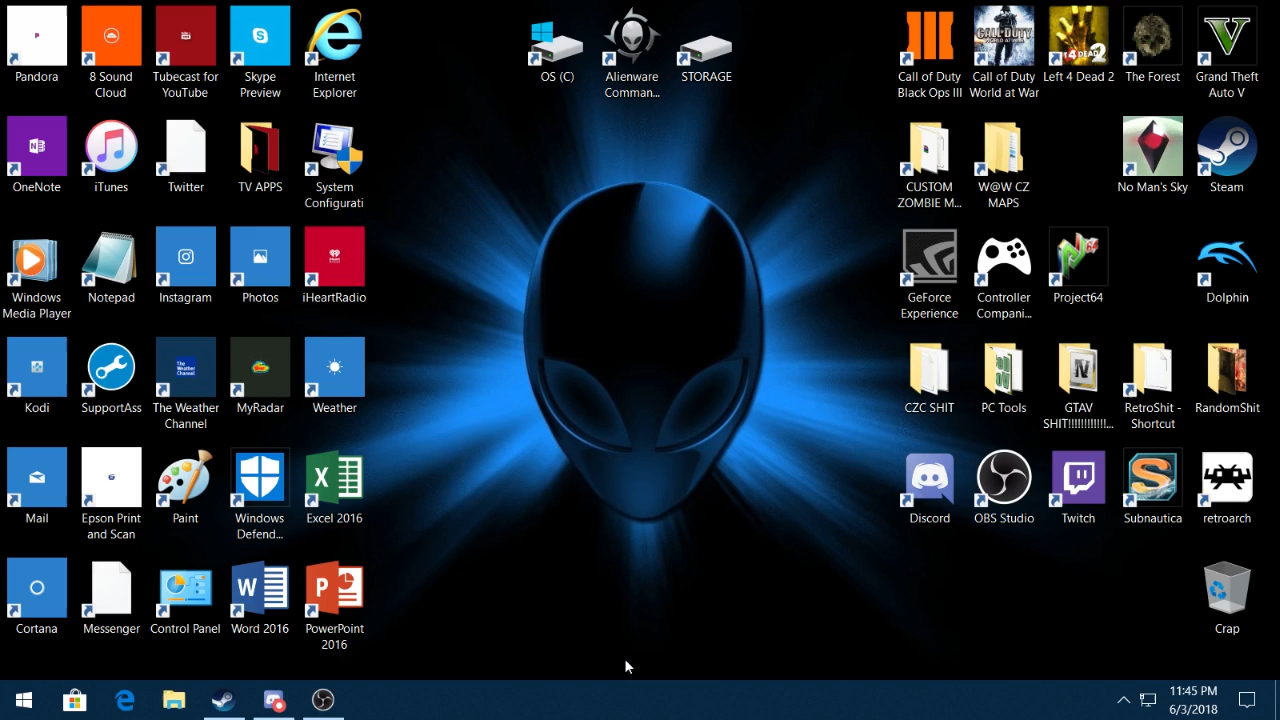 Pandora
8 Sound
Cloud
Tubecast for
YouTube
Skype
Preview
Internet
Explorer
OS (C)
Alienware
Comman...
STORAGE
Call of Duty
Black Ops III
Call of Duty
World at War
Left 4 Dead 2
The Forest
Grand Theft
Auto V
OneNote
iTunes
Twitter
TV APPS
System
Configurati
CUSTOM
ZOMBIE M...
W@W CZ
MAPS
No Man's Sky
Steam
Windows
Media Player
Notepad
Instagram
Photos
iHeartRadio
GeForce
Experience
Controller
Compani...
Project64
Dolphin
Kodi
SupportAss
The Weather
Channel
MyRadar
Weather
CZC SHIT
PC Tools
GTAV
SHIT!!!!!!!!!!!!...
RetroShit -
Shortcut
RandomShit
Mail
Epson Print
and Scan
Paint
Windows
Defend...
Excel 2016
Discord
OBS Studio
Twitch
Subnautica
retroarch
Cortana
Messenger
Control Panel
Word 2016
PowerPoint
2016
Crap
11:45 PM
6/3/2018